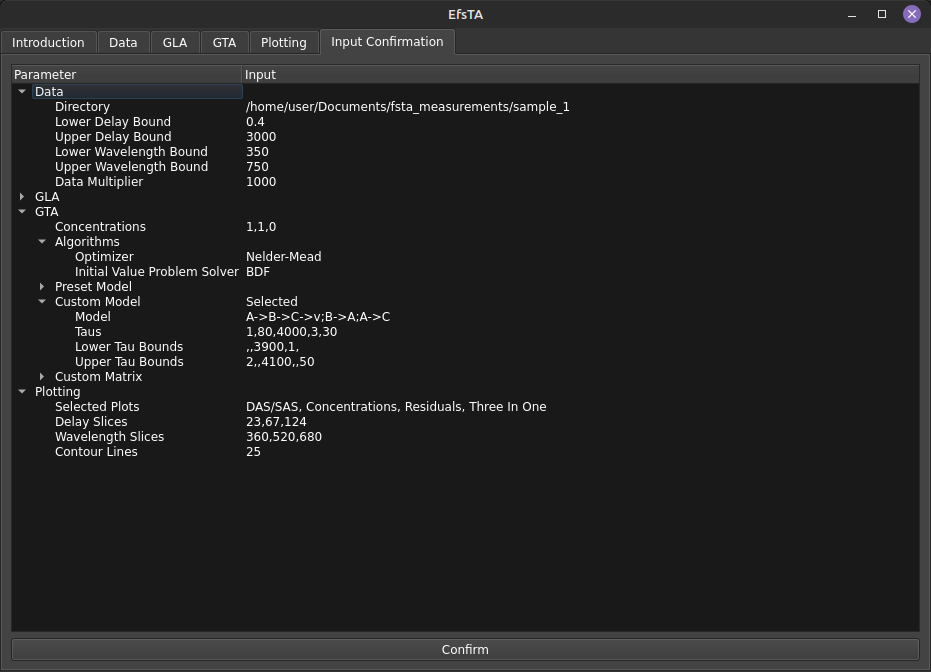 EfsTA
Introduction Data GLA GTA Plotting Input Confirmation
Parameter Input
Data
Directory /home/user/Documents/fsta_measurements/sample_1
Lower Delay Bound 0.4
Upper Delay Bound 3000
Lower Wavelength Bound 350
Upper Wavelength Bound 750
Data Multiplier 1000
GLA
GTA
Concentrations 1,1,0
Algorithms
Optimizer Nelder-Mead
Initial Value Problem Solver BDF
Preset Model
Custom Model Selected
Model A->B->C->v;B->A;A->C
Taus 1,80,4000,3,30
Lower Tau Bounds ,,3900,1,
Upper Tau Bounds 2,,4100,,50
Custom Matrix
Plotting
Selected Plots DAS/SAS, Concentrations, Residuals, Three In One
Delay Slices 23,67,124
Wavelength Slices 360,520,680
Contour Lines 25
Confirm